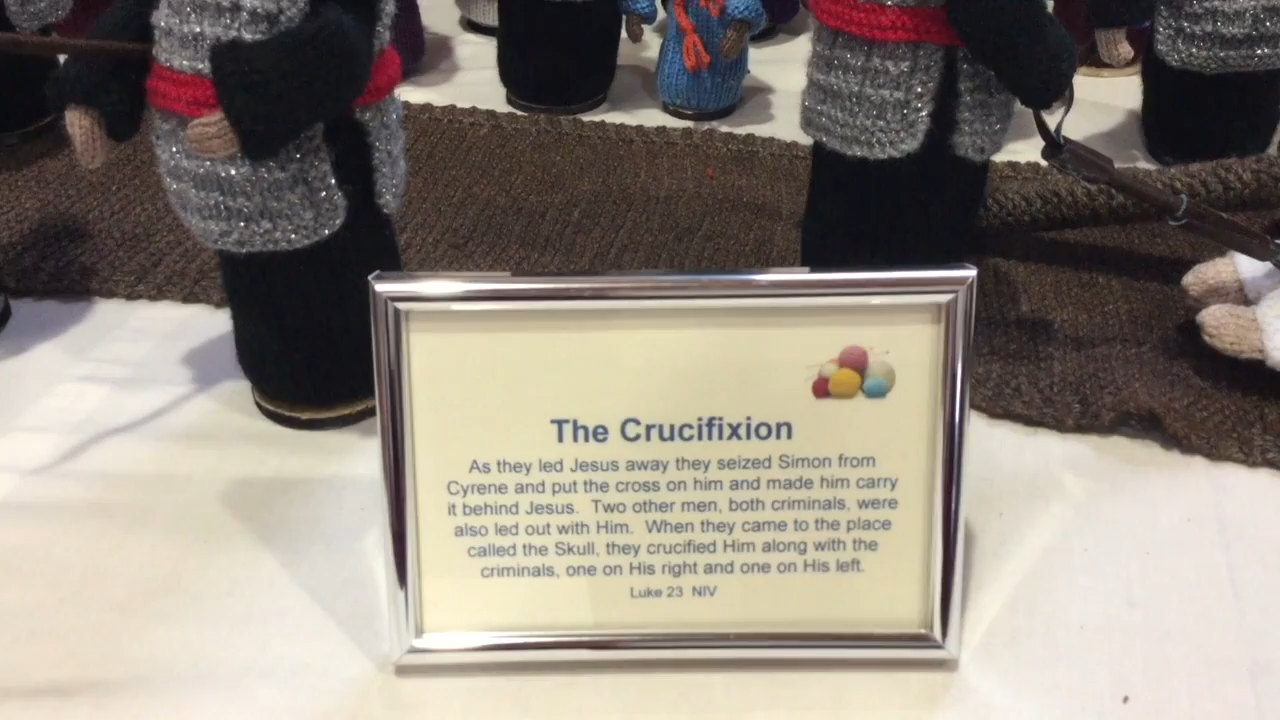 The Crucifixion
As they led Jesus away they seized Simon from
Cyrene and put the cross on him and made him carry
it behind Jesus.  Two other men, both criminals, were
also led out with Him.  When they came to the place
called the Skull, they crucified Him along with the
criminals, one on His right and one on His left.
Luke 23  NIV